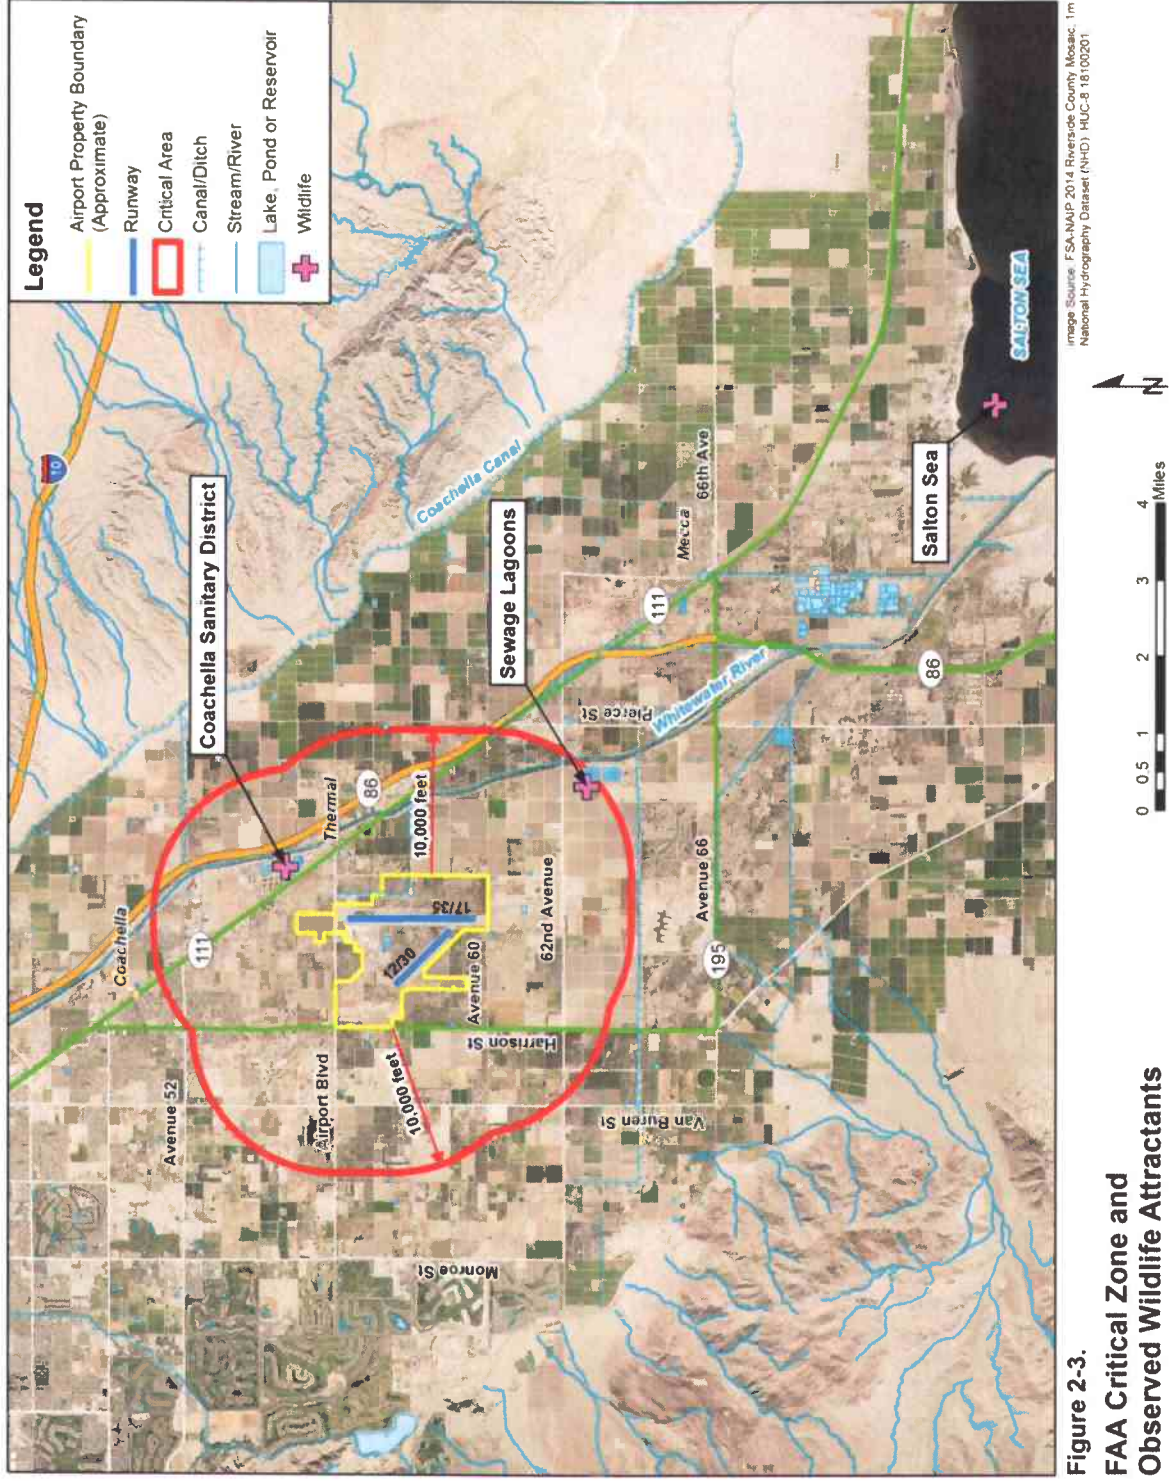 Legend
Airport Property Boundary
(Approximate)
Runway
Critical Area
Canal/Ditch
Stream/River
Lake, Pond or Reservoir
Wildlife
10
Coachella Sanitary District
Coachella Canal
Sewage Lagoons
Coachella
Thermal
86
111
10,000 feet
17/35
12/30
Avenue 52
Airport Blvd
10,000 feet
Avenue 60
Harrison St
62nd Avenue
Monroe St
Van Buren St
Pierce St
Whitewater River
111
Mecca
66th Ave
Avenue 66
195
86
Salton Sea
SALTON SEA
Image Source: FSA-NAIP 2014 Riverside County Mosaic, 1m
National Hydrography Dataset (NHD) HUC-8 18100201
N
0 0.5 1 2 3 4
Miles
Figure 2-3.
FAA Critical Zone and
Observed Wildlife Attractants